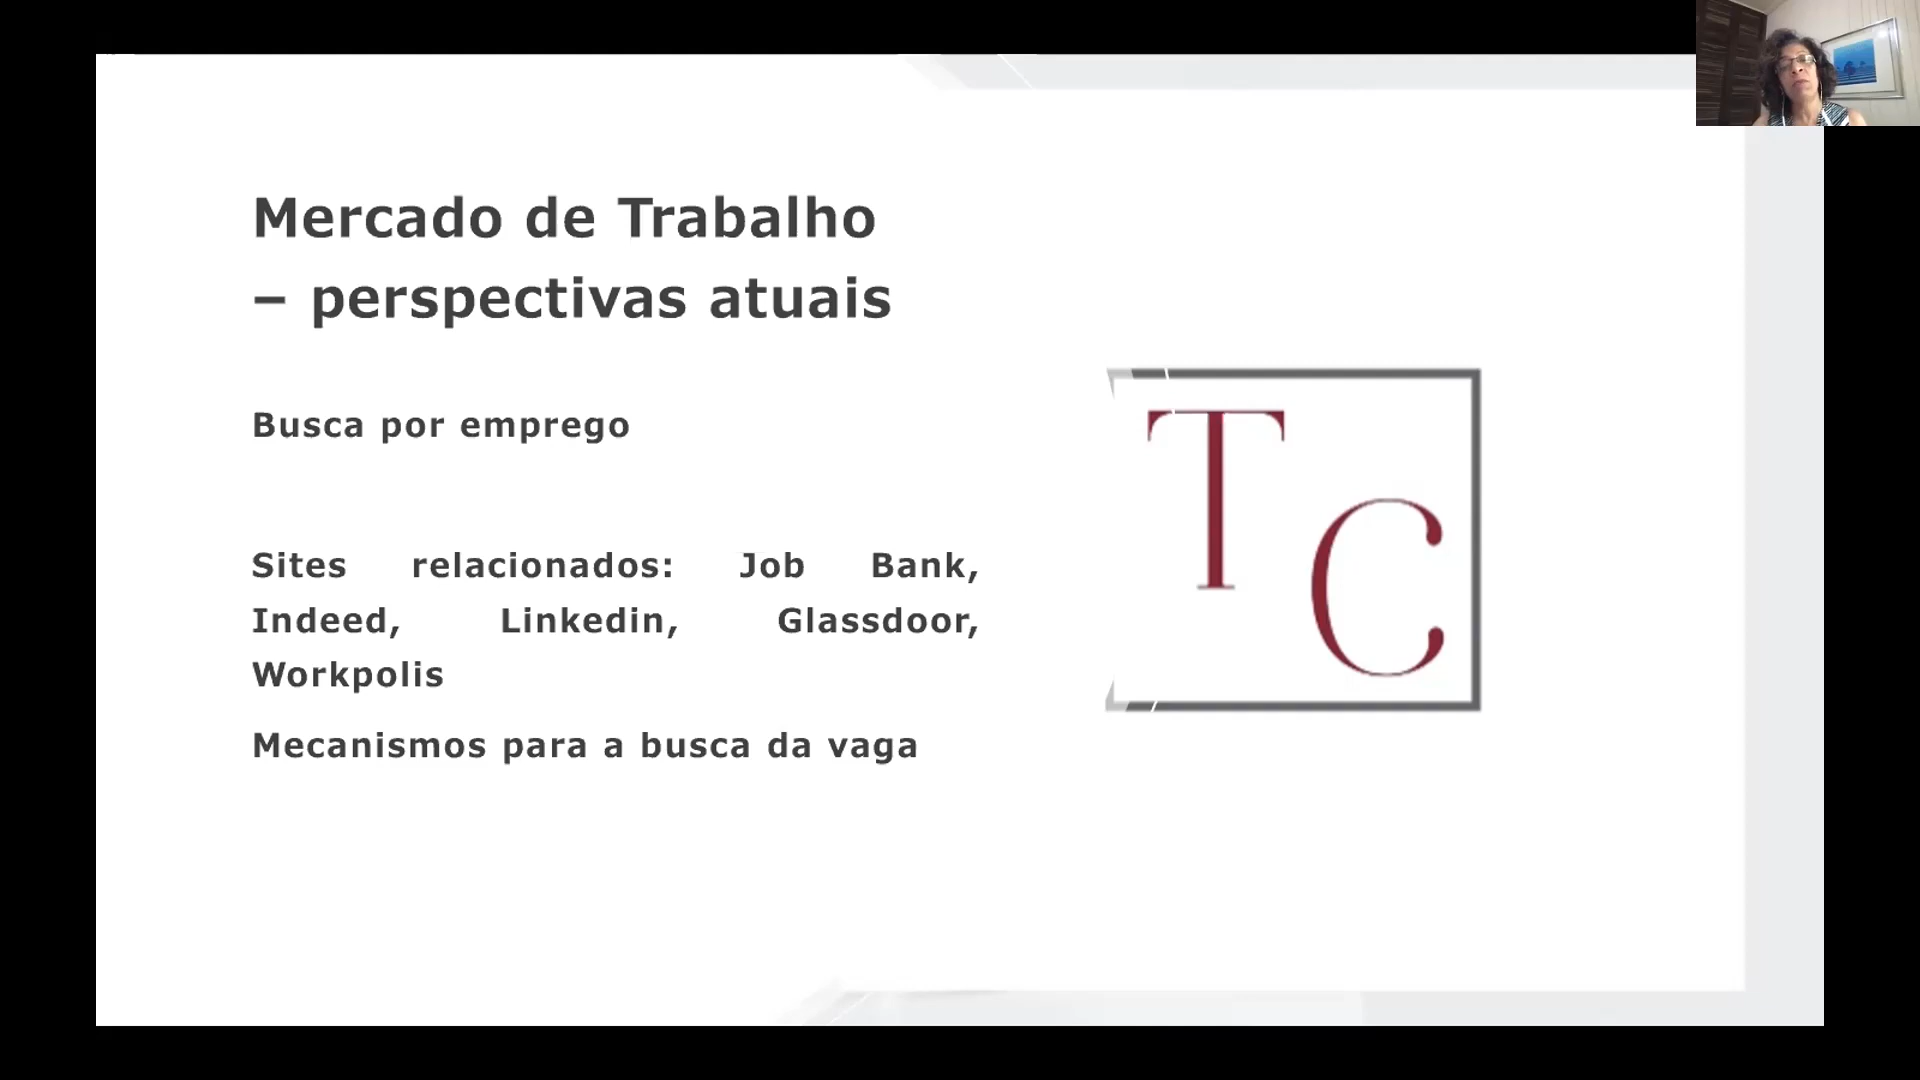 Mercado de Trabalho
– perspectivas atuais
Busca por emprego
Sites relacionados: Job Bank,
Indeed, Linkedin, Glassdoor,
Workpolis
Mecanismos para a busca da vaga
T
C